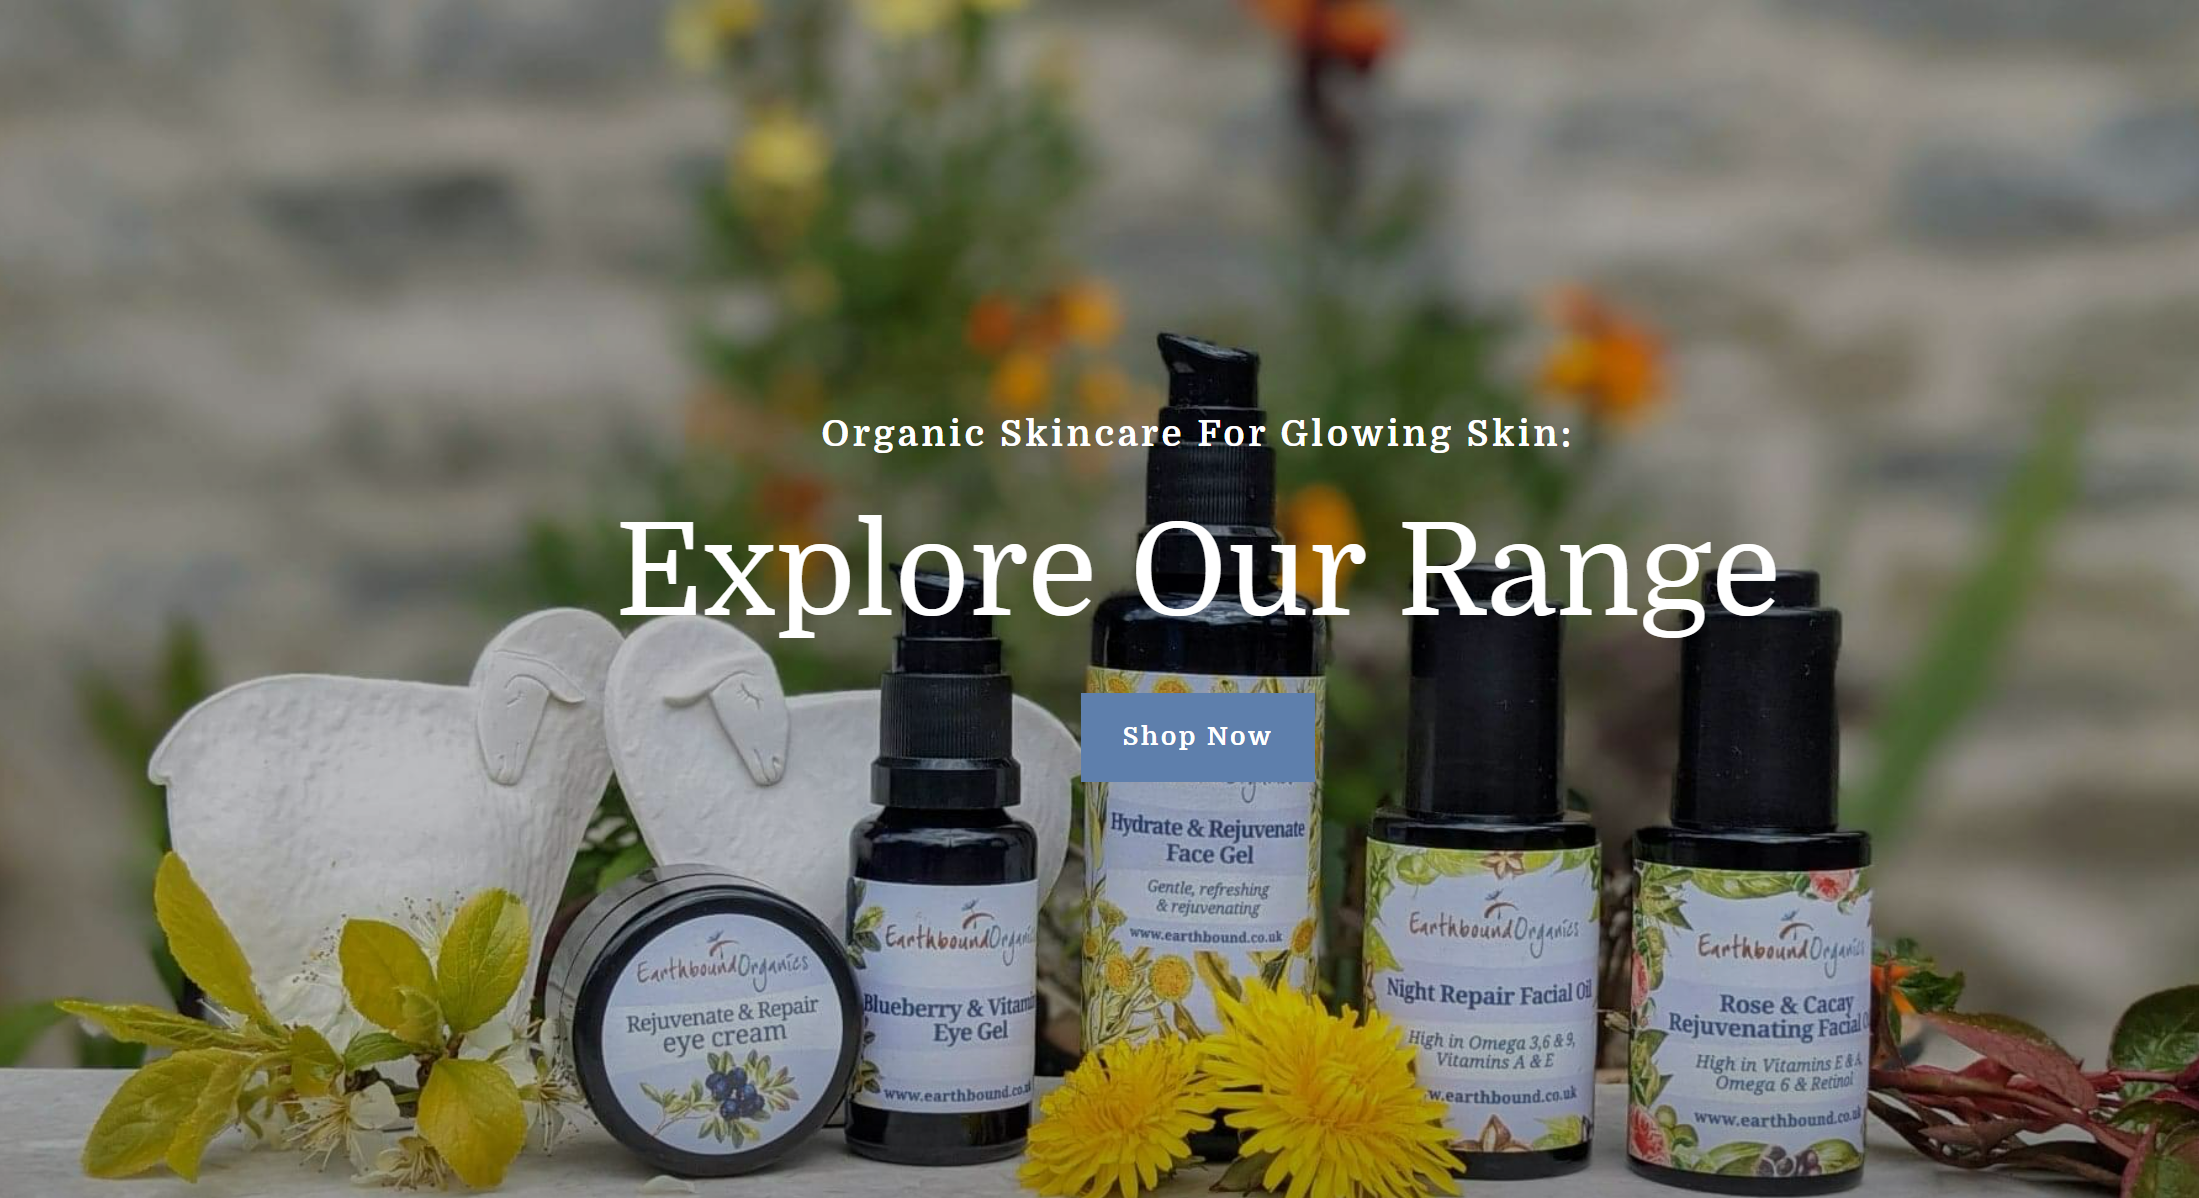 Organic Skincare For Glowing Skin:
Explore Our Range
Shop Now
EarthboundOrganics
Rejuvenate & Repair
eye cream
EarthboundOrgani
Blueberry & Vitam
Eye Gel
www.earthbound.co.u
Hydrate & Rejuvenate
Face Gel
Gentle, refreshing
& rejuvenating
www.earthbound.co.uk
EarthboundOrganics
Night Repair Facial Oil
High in Omega 3,6 & 9,
Vitamins A & E
w.earthbound.co.uk
EarthboundOrganics
Rose & Cacay
Rejuvenating Facial O
High in Vitamins E & A,
Omega 6 & Retinol
www.earthbound.co.uk